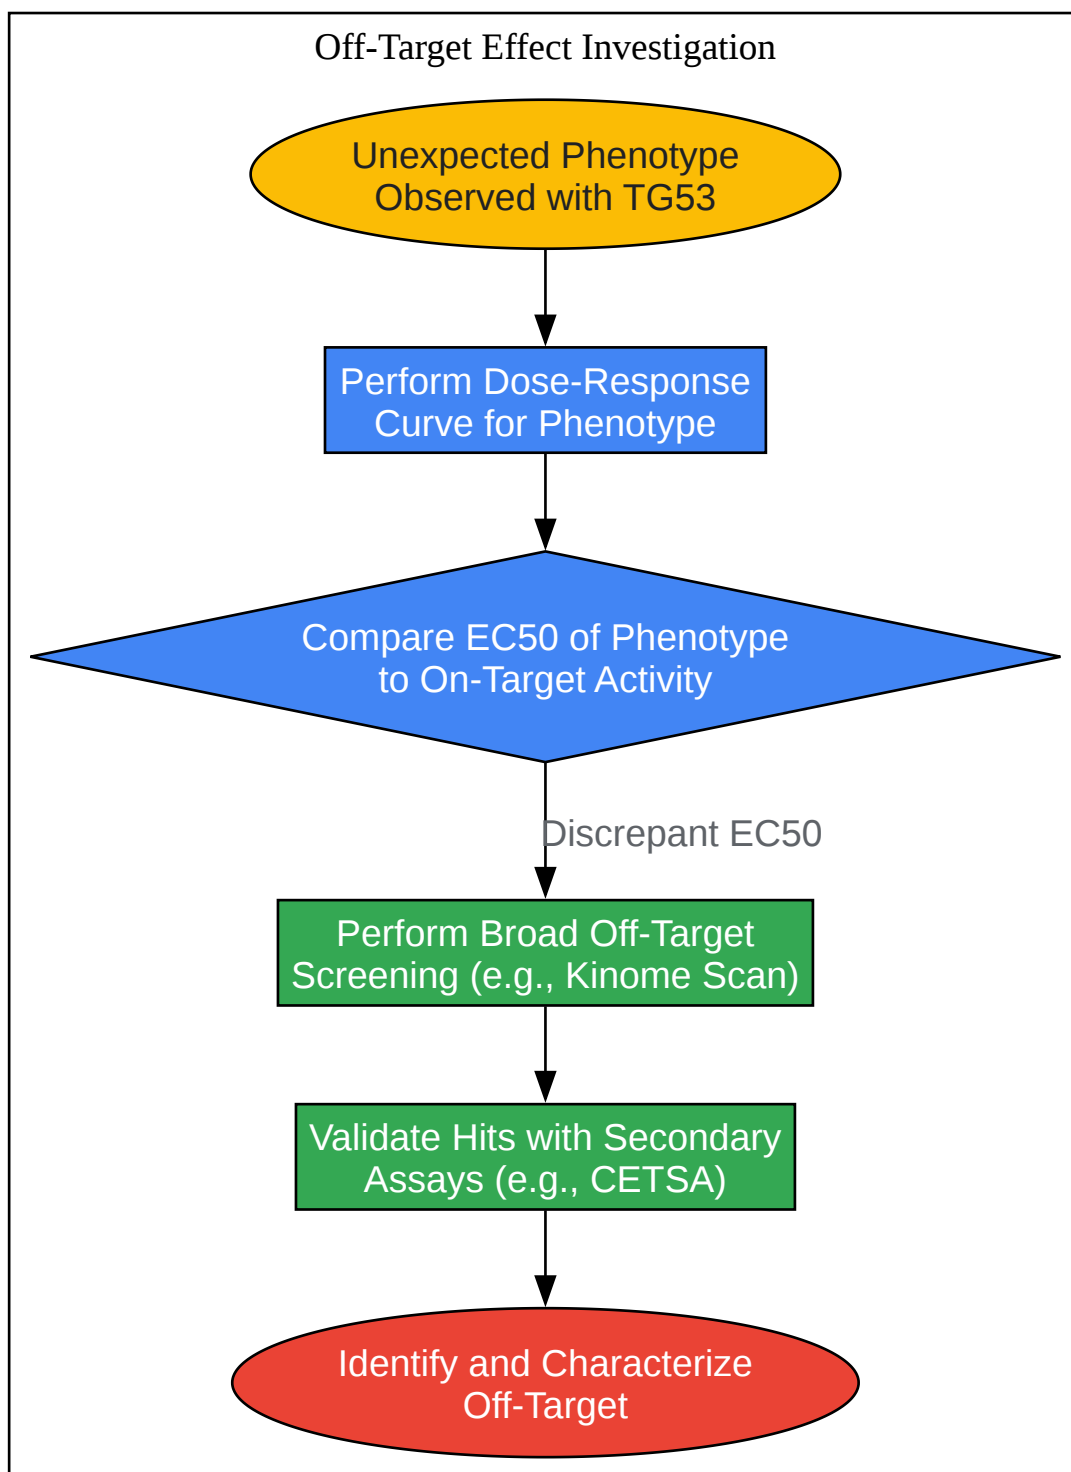 Off-Target Effect Investigation
Unexpected Phenotype
Observed with TG53
Perform Dose-Response
Curve for Phenotype
Compare EC50 of Phenotype
to On-Target Activity
Discrepant EC50
Perform Broad Off-Target
Screening (e.g., Kinome Scan)
Validate Hits with Secondary
Assays (e.g., CETSA)
Identify and Characterize
Off-Target